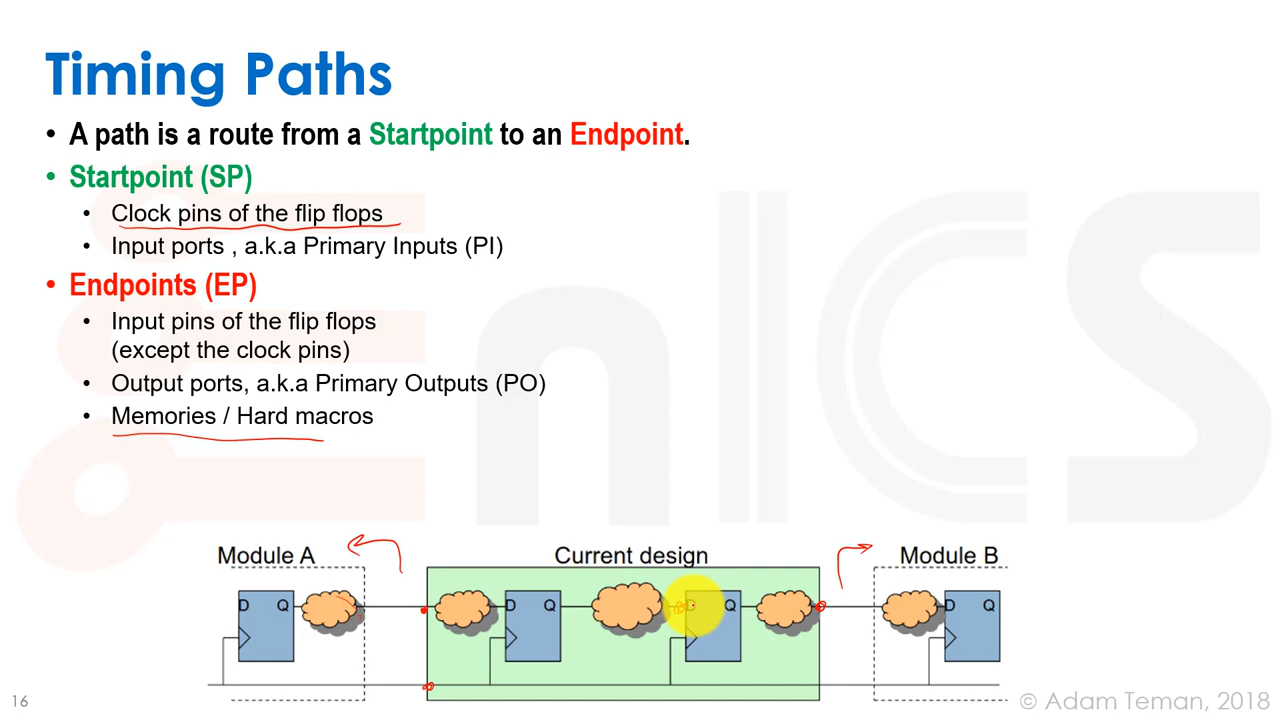 Timing Paths
• A path is a route from a Startpoint to an Endpoint.
• Startpoint (SP)
• Clock pins of the flip flops
• Input ports , a.k.a Primary Inputs (PI)
• Endpoints (EP)
• Input pins of the flip flops
(except the clock pins)
• Output ports, a.k.a Primary Outputs (PO)
• Memories / Hard macros
EnICS
Module A
Current design
Module B
D Q D Q D Q D Q
16
© Adam Teman, 2018